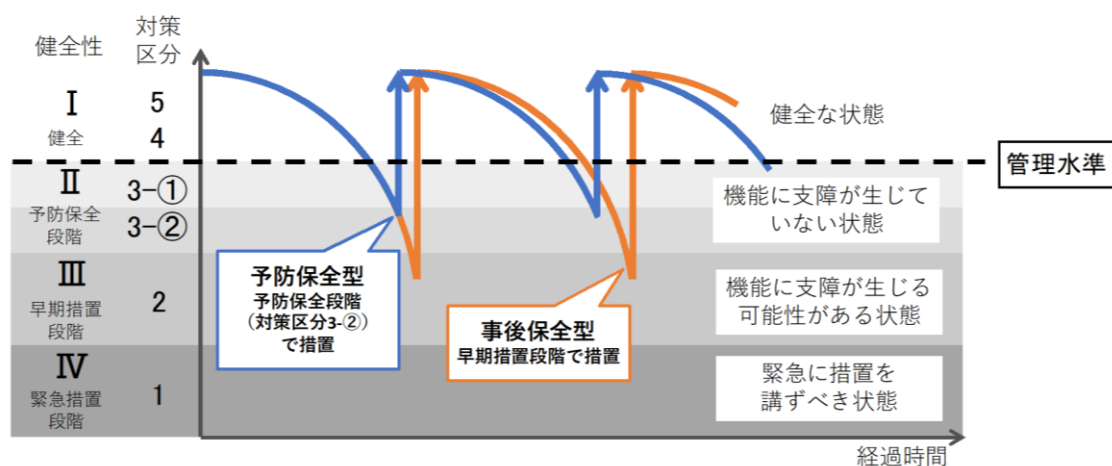 健全性
対策
区分
Ⅰ
健全
5
4
健全な状態
管理水準
Ⅱ
予防保全
段階
3-①
3-②
機能に支障が生じて
いない状態
Ⅲ
早期措置
段階
2
予防保全型
予防保全段階
（対策区分3-②）
で措置
事後保全型
早期措置段階で措置
機能に支障が生じる
可能性がある状態
Ⅳ
緊急措置
段階
1
緊急に措置を
講ずべき状態
経過時間